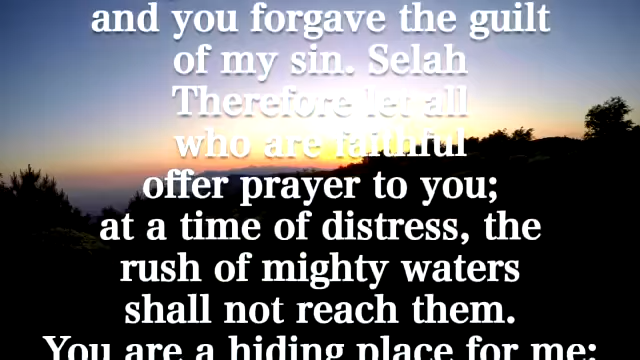 and you forgave the guilt
of my sin. Selah
Therefore let all
who are faithful
offer prayer to you;
at a time of distress, the
rush of mighty waters
shall not reach them.
You are a hiding place for me;